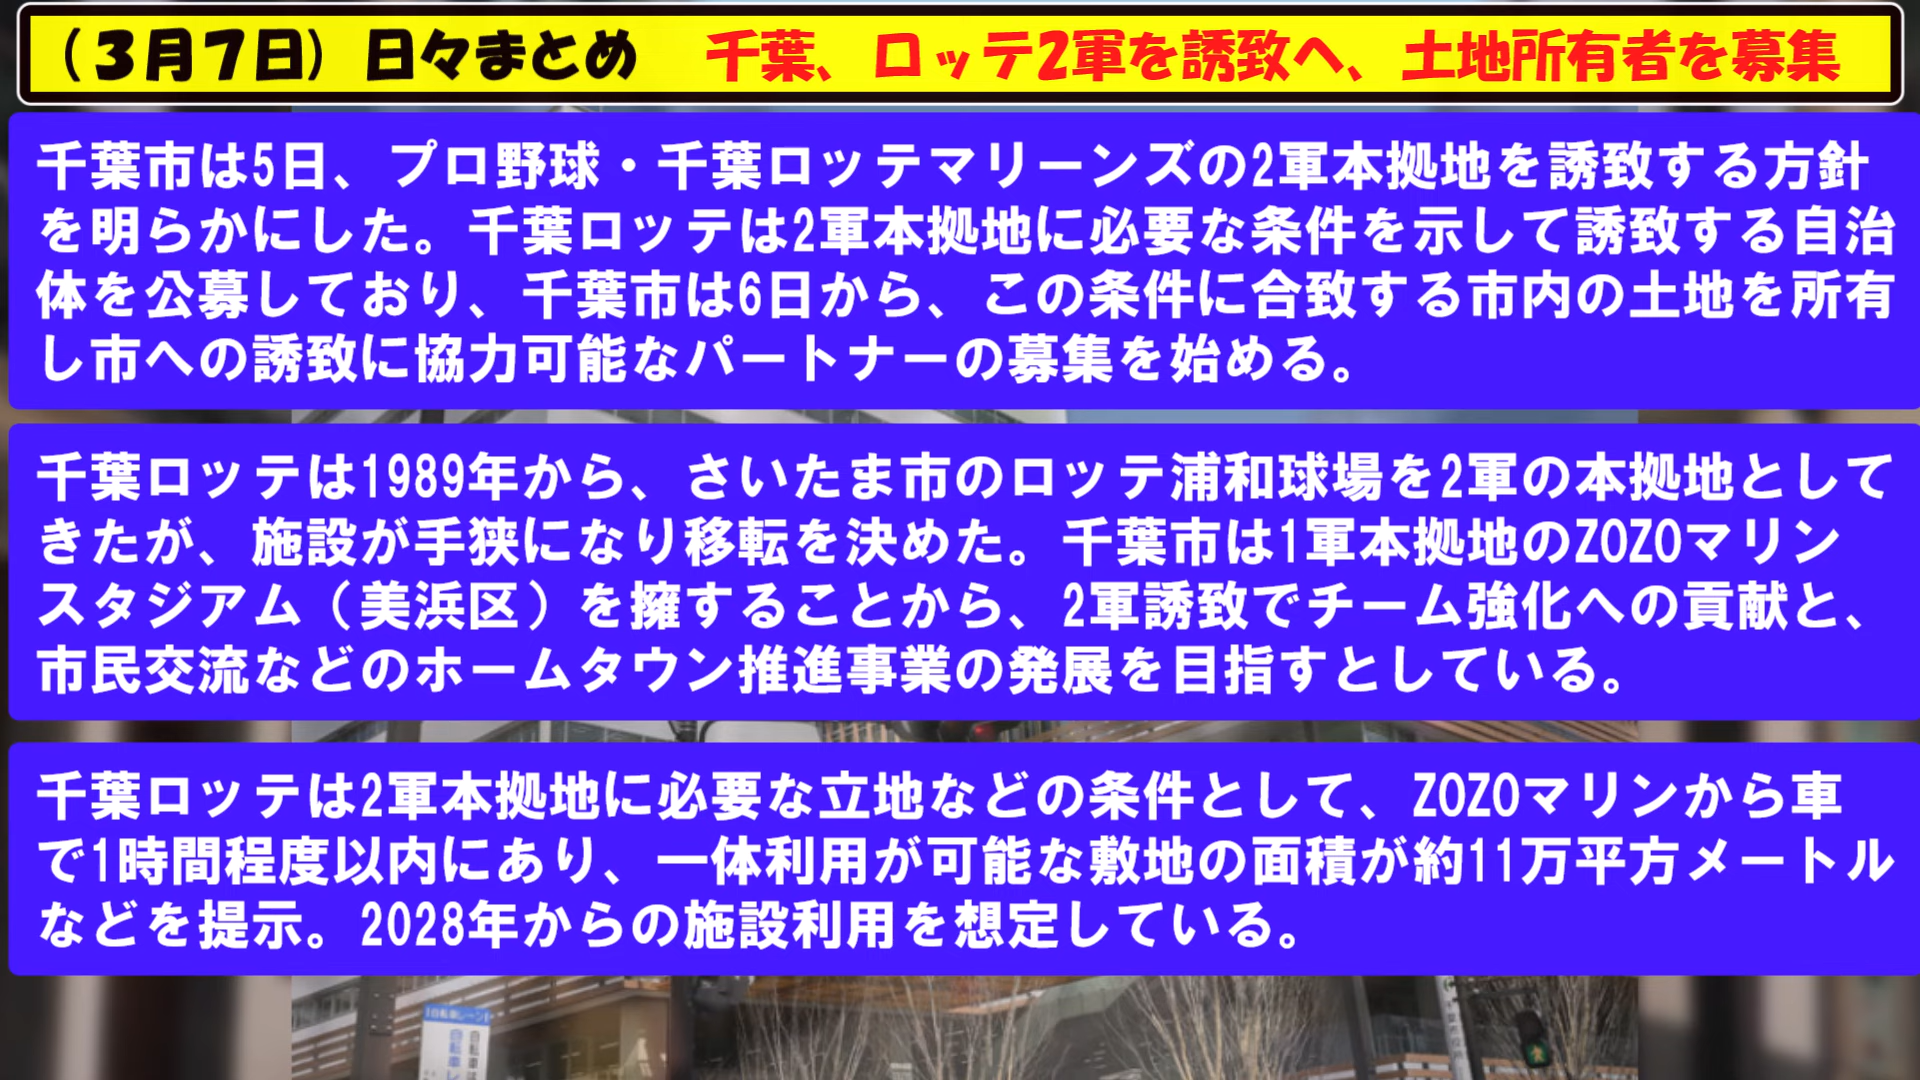 （３月７日）日々まとめ　千葉、ロッテ2軍を誘致へ、土地所有者を募集
千葉市は5日、プロ野球・千葉ロッテマリーンズの2軍本拠地を誘致する方針
を明らかにした。千葉ロッテは2軍本拠地に必要な条件を示して誘致する自治
体を公募しており、千葉市は6日から、この条件に合致する市内の土地を所有
し市への誘致に協力可能なパートナーの募集を始める。
千葉ロッテは1989年から、さいたま市のロッテ浦和球場を2軍の本拠地として
きたが、施設が手狭になり移転を決めた。千葉市は1軍本拠地のZOZOマリン
スタジアム（美浜区）を擁することから、2軍誘致でチーム強化への貢献と、
市民交流などのホームタウン推進事業の発展を目指すとしている。
千葉ロッテは2軍本拠地に必要な立地などの条件として、ZOZOマリンから車
で1時間程度以内にあり、一体利用が可能な敷地の面積が約11万平方メートル
などを提示。2028年からの施設利用を想定している。
自転車レーン